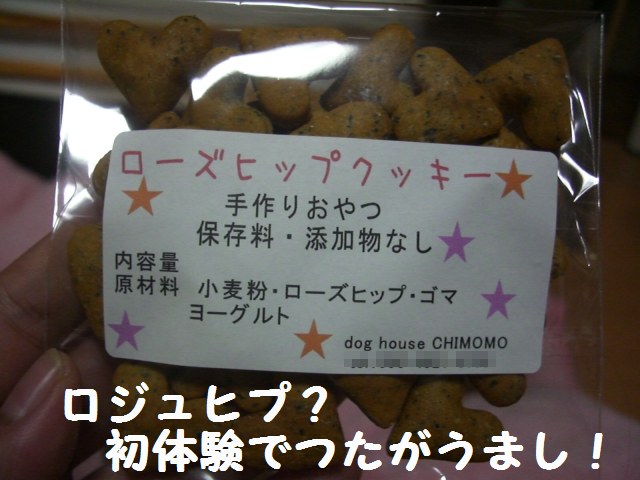 ローズヒップクッキー
手作りおやつ
保存料・添加物なし
内容量
原材料 小麦粉・ローズヒップ・ゴマ
ヨーグルト
dog house CHIMOMO
ロジュヒプ？
初体験でつたがうまし！